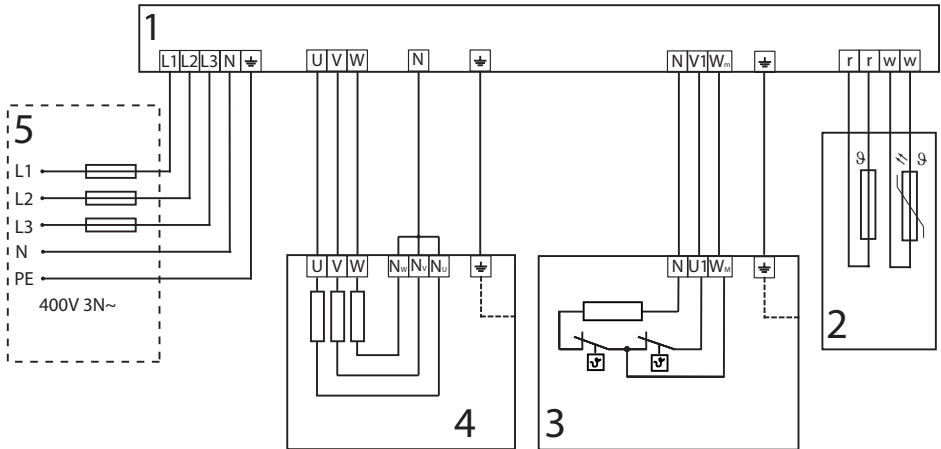 1
L1 L2 L3 N U V W N N V1 Wm r r w w
5
L1
L2
L3
N
PE
400V 3N~
U V W NW NV NU
4
N U1 WM
ϑ ϑ
3
ϑ ϑ
2